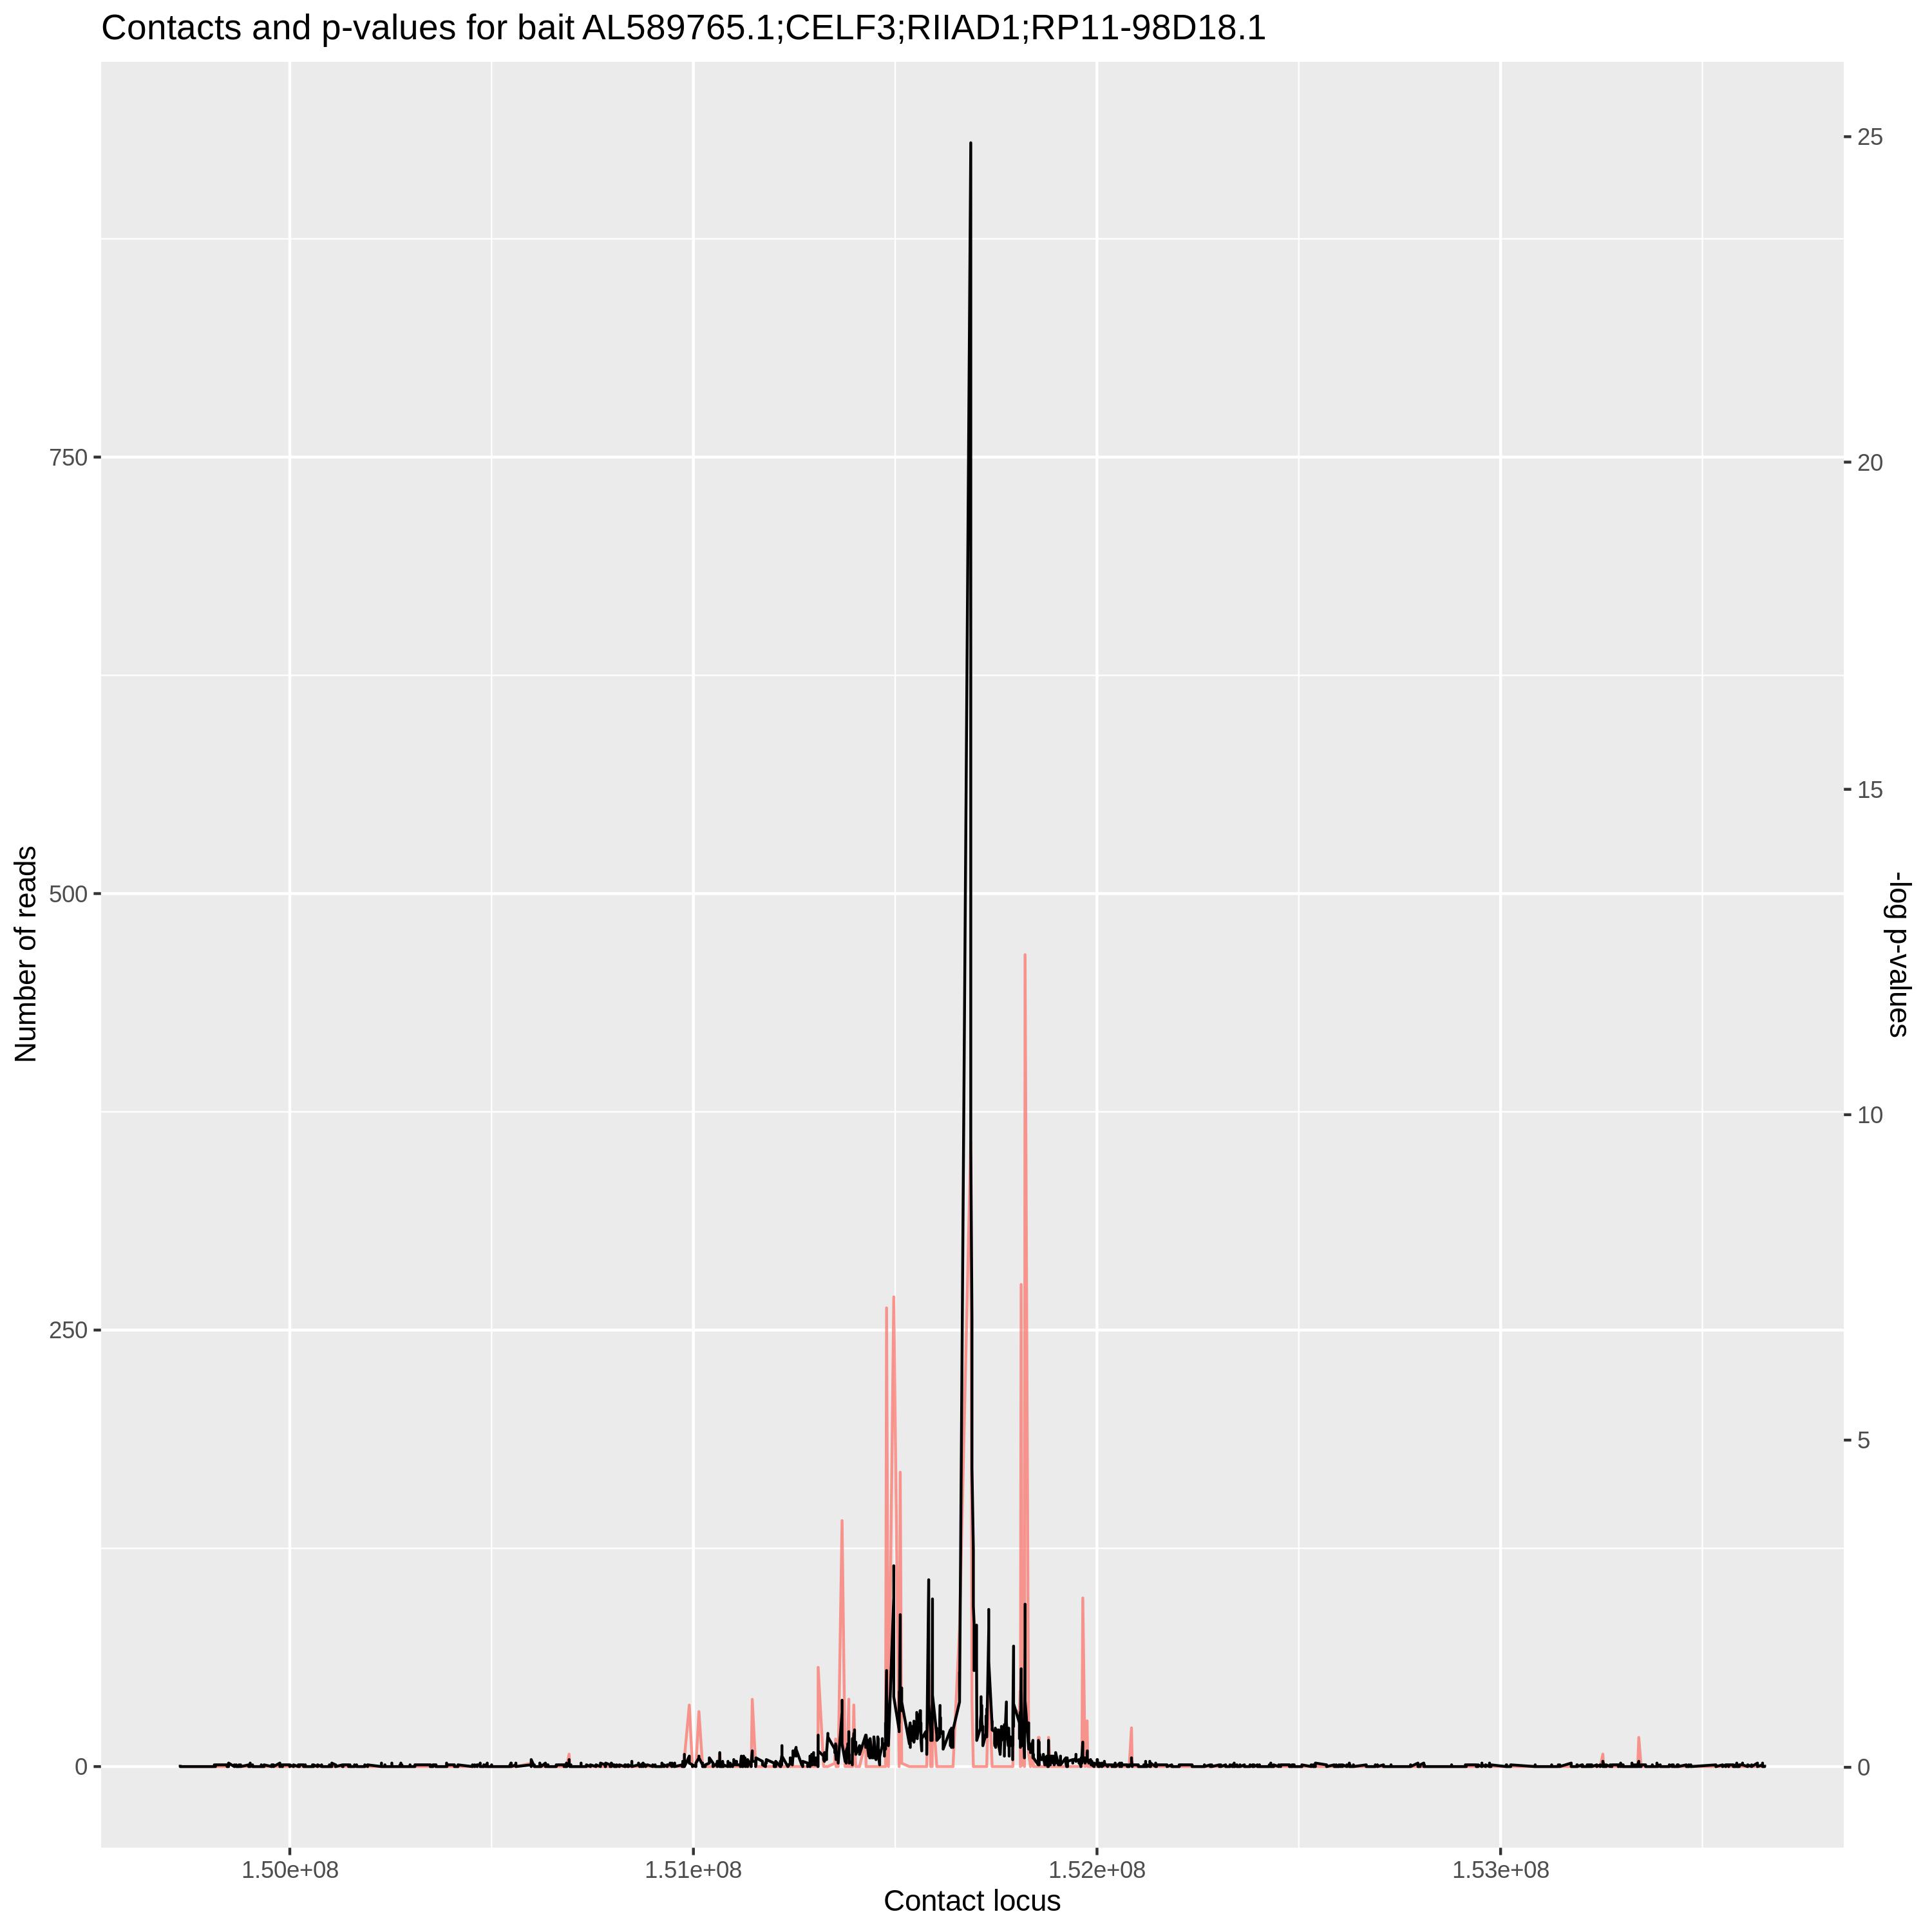 Contacts and p-values for bait AL589765.1;CELF3;RIIAD1;RP11-98D18.1
Number of reads
750
500
250
0
25
20
15
10
5
0
-log p-values
1.50e+08
1.51e+08
1.52e+08
1.53e+08
Contact locus